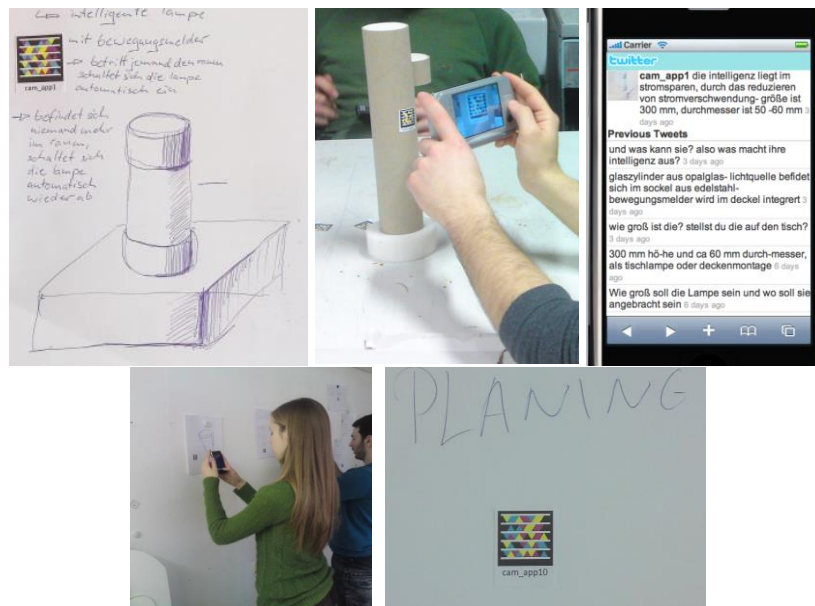 ↳ intelligente lampe
mit bewegungsmelder
→ betritt jemand den raum
schaltet sich die lampe
automatisch ein
cam_app1
→ befindet sich
niemand mehr
im raum,
schaltet sich
die lampe
automatisch
wieder ab
Carrier
twitter
cam_app1 die intelligenz liegt im
stromsparen, durch das reduzieren
von stromverschwendung- größe ist
300 mm, durchmesser ist 50 -60 mm 3
days ago
Previous Tweets
und was kann sie? also was macht ihre
intelligenz aus? 3 days ago
glaszylinder aus opalglas- lichtquelle befidet
sich im sockel aus edelstahl-
bewegungsmelder wird im deckel integrert 3
days ago
wie groß ist die? stellst du die auf den tisch?
3 days ago
300 mm hö-he und ca 60 mm durch-messer,
als tischlampe oder deckenmontage 6 days
ago
Wie groß soll die Lampe sein und wo soll sie
angebracht sein 6 days ago
PLANING
cam_app10